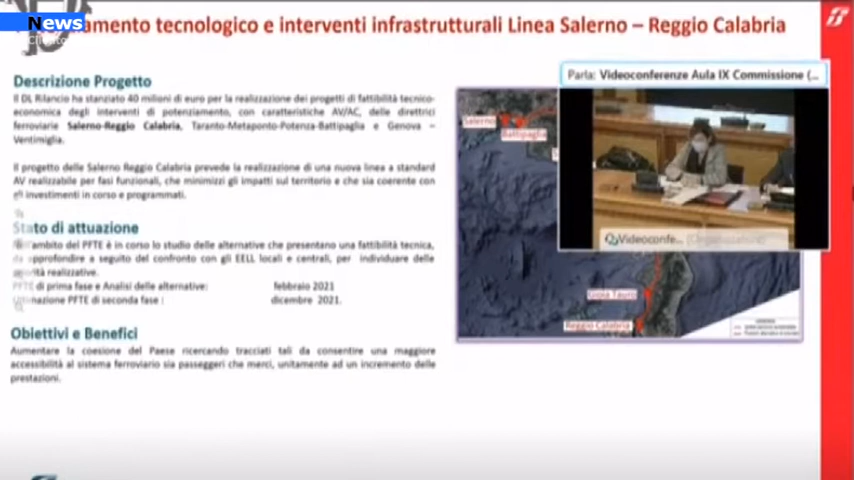 News
amento tecnologico e interventi infrastrutturali Linea Salerno – Reggio Calabria
Descrizione Progetto
Il DL Rilancio ha stanziato 40 milioni di euro per la realizzazione dei progetti di fattibilità tecnico-
economica degli interventi di potenziamento, con caratteristiche AV/AC, delle direttrici
ferroviarie Salerno-Reggio Calabria, Taranto-Metaponto-Potenza-Battipaglia e Genova –
Ventimiglia.
Il progetto delle Salerno Reggio Calabria prevede la realizzazione di una nuova linea a standard
AV realizzabile per fasi funzionali, che minimizzi gli impatti sul territorio e che sia coerente con
gli investimenti in corso e programmati.
Stato di attuazione
ambito del PFTE è in corso lo studio delle alternative che presentano una fattibilità tecnica,
da approfondire a seguito del confronto con gli EELL locali e centrali, per individuare delle
priorità realizzative.
PFTE di prima fase e Analisi delle alternative: febbraio 2021
nazione PFTE di seconda fase : dicembre 2021.
Obiettivi e Benefici
Aumentare la coesione del Paese ricercando tracciati tali da consentire una maggiore
accessibilità al sistema ferroviario sia passeggeri che merci, unitamente ad un incremento delle
prestazioni.
Parla: Videoconferenze Aula IX Commissione (...
Salerno
Battipaglia
Videoconfe... (Organizzatore)
Gioia Tauro
Reggio Calabria